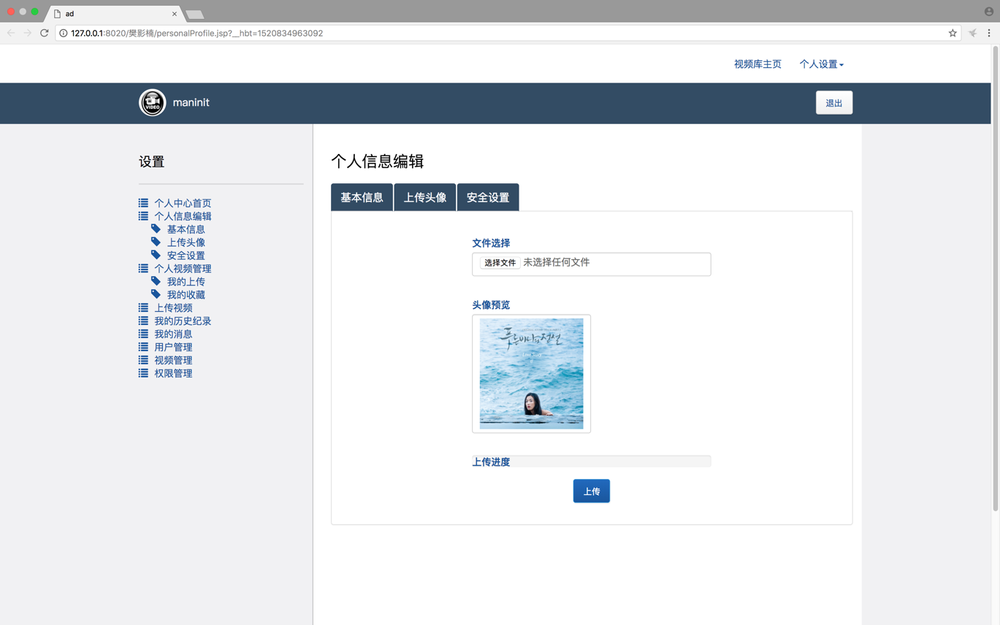 ad
127.0.0.1:8020/樊影楠/personalProfile.jsp?__hbt=1520834963092
视频库主页 个人设置
VIDEO
maninit
退出
设置
个人中心首页
个人信息编辑
基本信息
上传头像
安全设置
个人视频管理
我的上传
我的收藏
上传视频
我的历史纪录
我的消息
用户管理
视频管理
权限管理
个人信息编辑
基本信息 上传头像 安全设置
文件选择
选择文件 未选择任何文件
头像预览
푸른 바다의 전설
Love Story
上传进度
上传